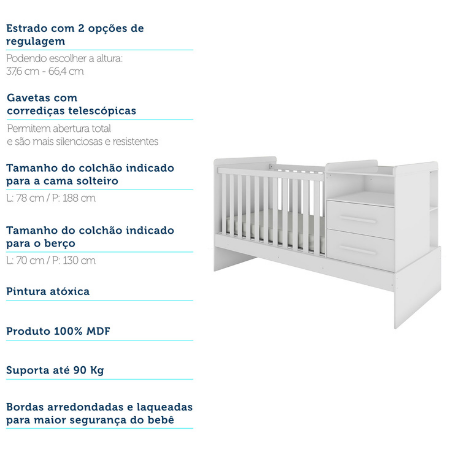 Estrado com 2 opções de
regulagem
Podendo escolher a altura:
37,6 cm - 66,4 cm
Gavetas com
corrediças telescópicas
Permitem abertura total
e são mais silenciosas e resistentes
Tamanho do colchão indicado
para a cama solteiro
L: 78 cm / P: 188 cm
Tamanho do colchão indicado
para o berço
L: 70 cm / P: 130 cm
Pintura atóxica
Produto 100% MDF
Suporta até 90 Kg
Bordas arredondadas e laqueadas
para maior segurança do bebê